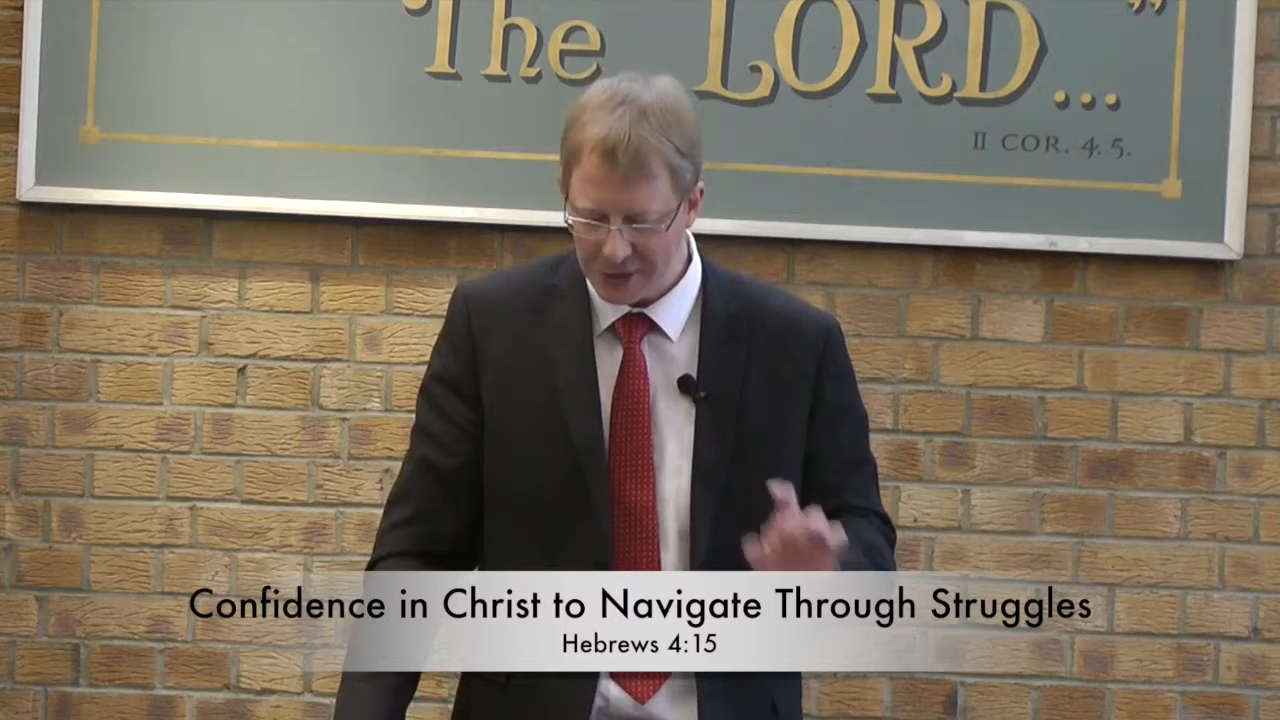 The LORD..."
II COR. 4. 5.
Confidence in Christ to Navigate Through Struggles
Hebrews 4:15